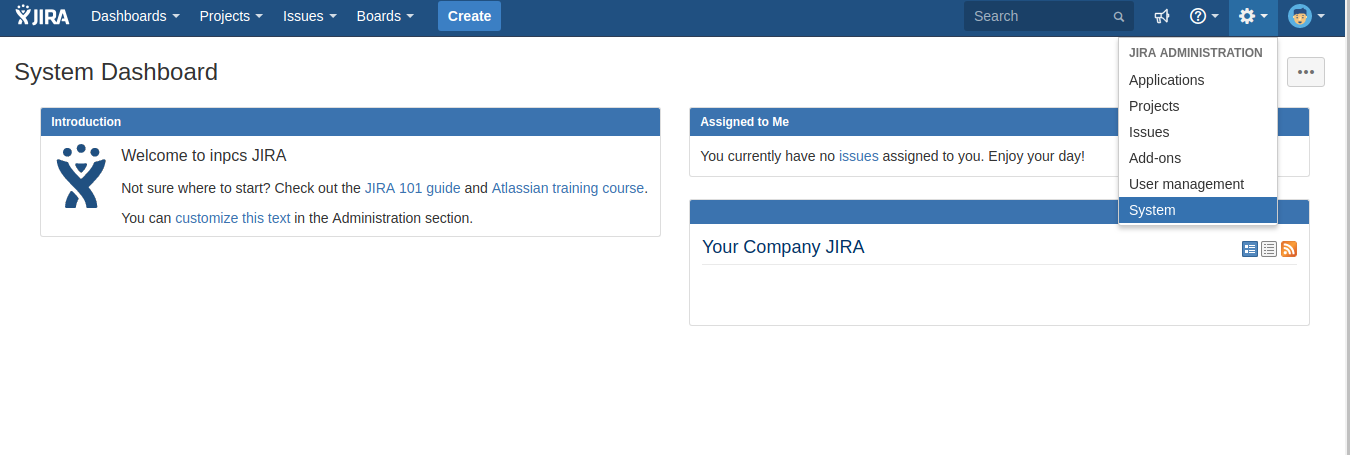 JIRA Dashboards Projects Issues Boards Create Search
JIRA ADMINISTRATION
Applications
Projects
Issues
Add-ons
User management
System
System Dashboard
Introduction
Welcome to inpcs JIRA
Not sure where to start? Check out the JIRA 101 guide and Atlassian training course.
You can customize this text in the Administration section.
Assigned to Me
You currently have no issues assigned to you. Enjoy your day!
Your Company JIRA